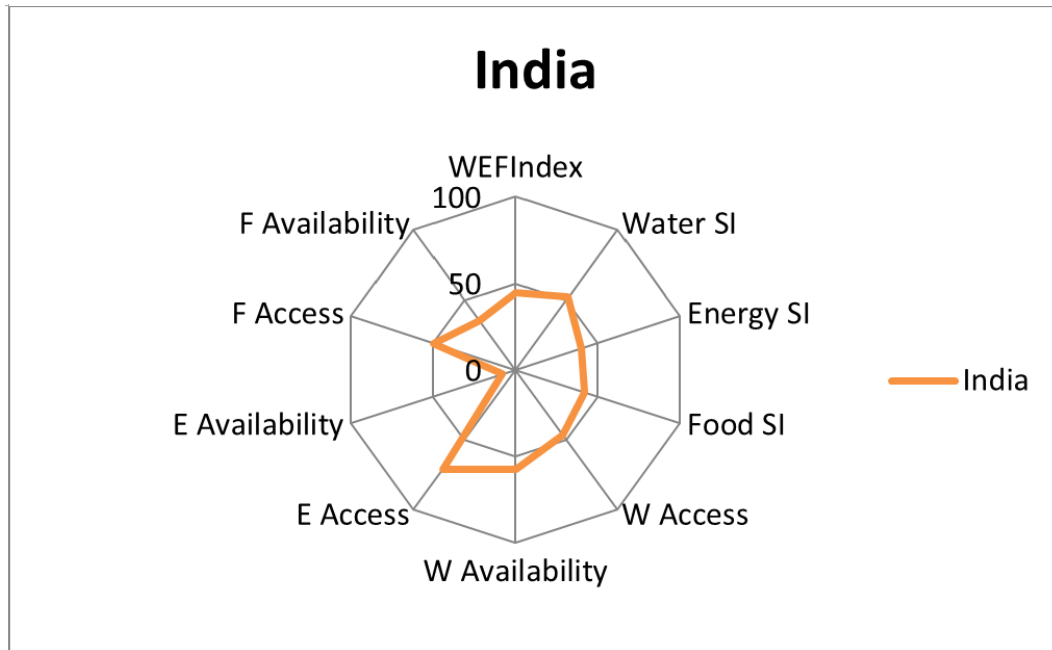 India
WEFIndex
100
F Availability
Water SI
50
F Access
Energy SI
0
India
E Availability
Food SI
E Access
W Access
W Availability